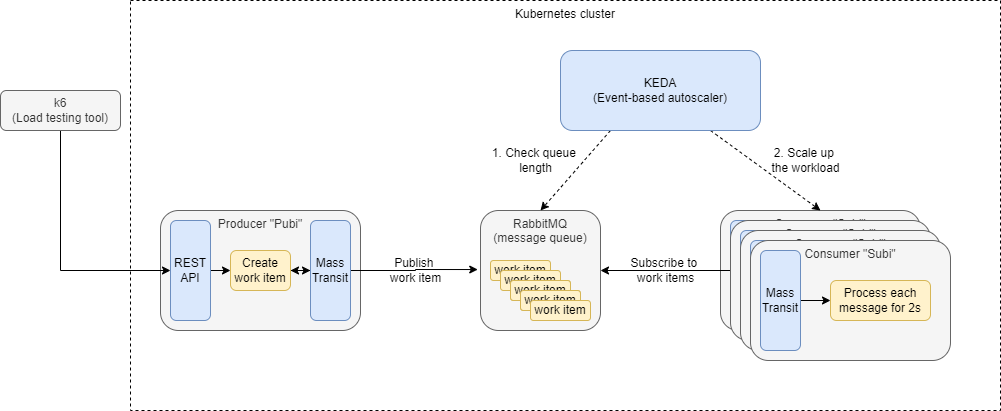 Kubernetes cluster
KEDA
(Event-based autoscaler)
k6
(Load testing tool)
1. Check queue
length
2. Scale up
the workload
Producer "Pubi"
REST
API
Create
work item
Mass
Transit
Publish
work item
RabbitMQ
(message queue)
work item
work item
work item
work item
work item
Subscribe to
work items
Consumer "Subi"
Mass
Transit
Process each
message for 2s